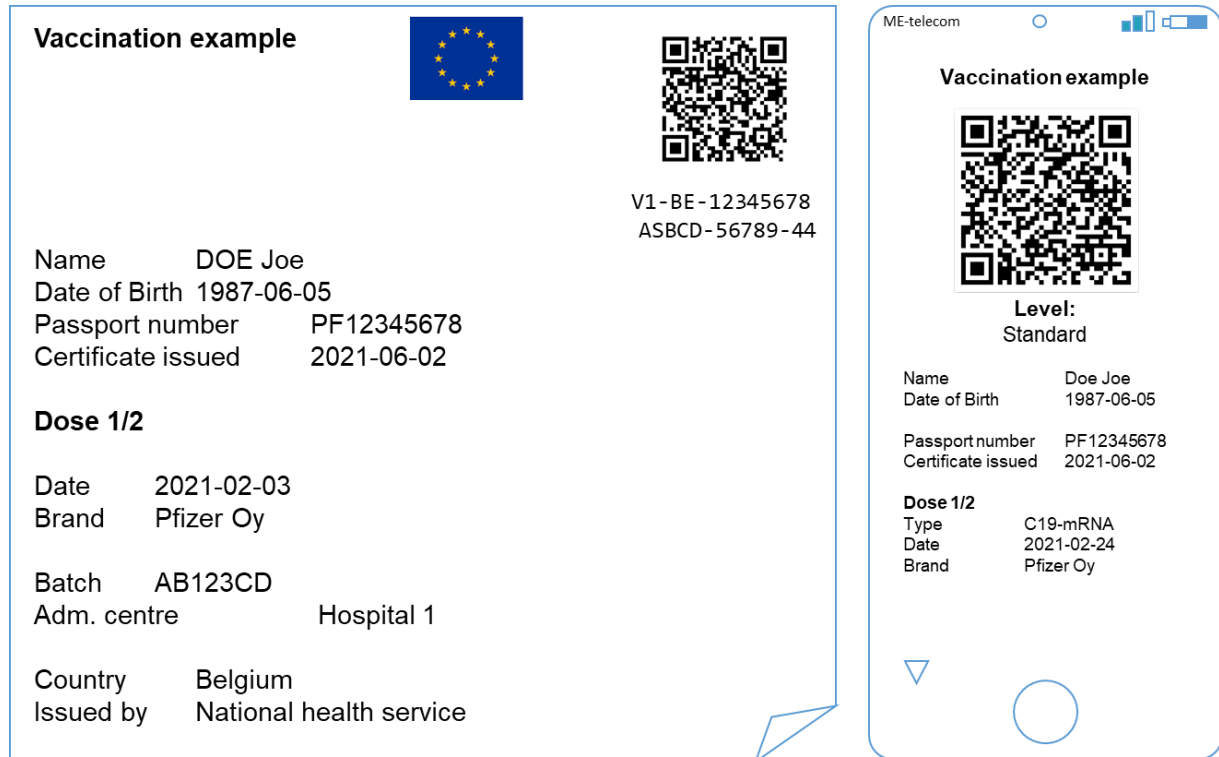 Vaccination example
V1-BE-12345678
ASBCD-56789-44
Name DOE Joe
Date of Birth 1987-06-05
Passport number PF12345678
Certificate issued 2021-06-02
Dose 1/2
Date 2021-02-03
Brand Pfizer Oy
Batch AB123CD
Adm. centre Hospital 1
Country Belgium
Issued by National health service
ME-telecom
Vaccination example
Level:
Standard
Name Doe Joe
Date of Birth 1987-06-05
Passport number PF12345678
Certificate issued 2021-06-02
Dose 1/2
Type C19-mRNA
Date 2021-02-24
Brand Pfizer Oy